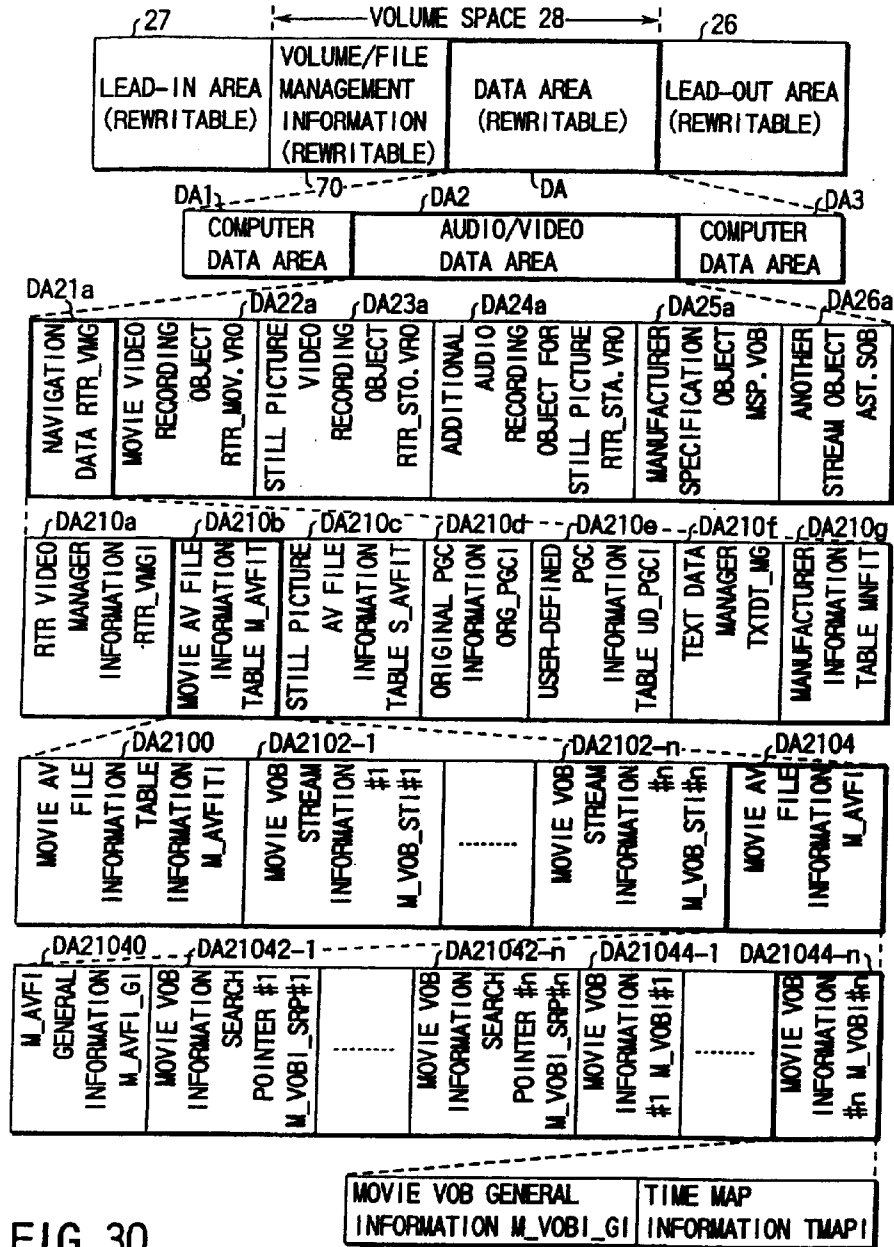 27
VOLUME SPACE 28
26
LEAD-IN AREA
(REWRITABLE)
VOLUME/FILE
MANAGEMENT
INFORMATION
(REWRITABLE)
DATA AREA
(REWRITABLE)
LEAD-OUT AREA
(REWRITABLE)
70
DA
DA1
DA2
DA3
COMPUTER
DATA AREA
AUDIO/VIDEO
DATA AREA
COMPUTER
DATA AREA
DA21a
DA22a
DA23a
DA24a
DA25a
DA26a
NAVIGATION
DATA RTR_VMG
MOVIE VIDEO
RECORDING
OBJECT
RTR_MOV.VRO
STILL PICTURE
VIDEO
RECORDING
OBJECT
RTR_STO.VRO
ADDITIONAL
AUDIO
RECORDING
OBJECT FOR
STILL PICTURE
RTR_STA.VRO
MANUFACTURER
SPECIFICATION
OBJECT
MSP.VOB
ANOTHER
STREAM OBJECT
AST.SOB
DA210a
DA210b
DA210c
DA210d
DA210e
DA210f
DA210g
RTR VIDEO
MANAGER
INFORMATION
RTR_VMGI
MOVIE AV FILE
INFORMATION
TABLE M_AVFIT
STILL PICTURE
AV FILE
INFORMATION
TABLE S_AVFIT
ORIGINAL PGC
INFORMATION
ORG_PGCI
USER-DEFINED
PGC
INFORMATION
TABLE UD_PGCI
TEXT DATA
MANAGER
TXTDT_MG
MANUFACTURER
INFORMATION
TABLE MNFIT
DA2100
DA2102-1
DA2102-n
DA2104
MOVIE AV
FILE
INFORMATION
TABLE
INFORMATION
M_AVFITI
MOVIE VOB
STREAM
INFORMATION
#1
M_VOB_STI#1
........
MOVIE VOB
STREAM
INFORMATION
#n
M_VOB_STI#n
MOVIE AV
FILE
INFORMATION
M_AVFI
DA21040
DA21042-1
DA21042-n
DA21044-1
DA21044-n
M_AVFI
GENERAL
INFORMATION
M_AVFI_GI
MOVIE VOB
INFORMATION
SEARCH
POINTER #1
M_VOBI_SRP#1
........
MOVIE VOB
INFORMATION
SEARCH
POINTER #n
M_VOBI_SRP#n
MOVIE VOB
INFORMATION
#1 M_VOBI#1
........
MOVIE VOB
INFORMATION
#n M_VOBI#n
MOVIE VOB GENERAL
INFORMATION M_VOBI_GI
TIME MAP
INFORMATION TMAPI
FIG. 30